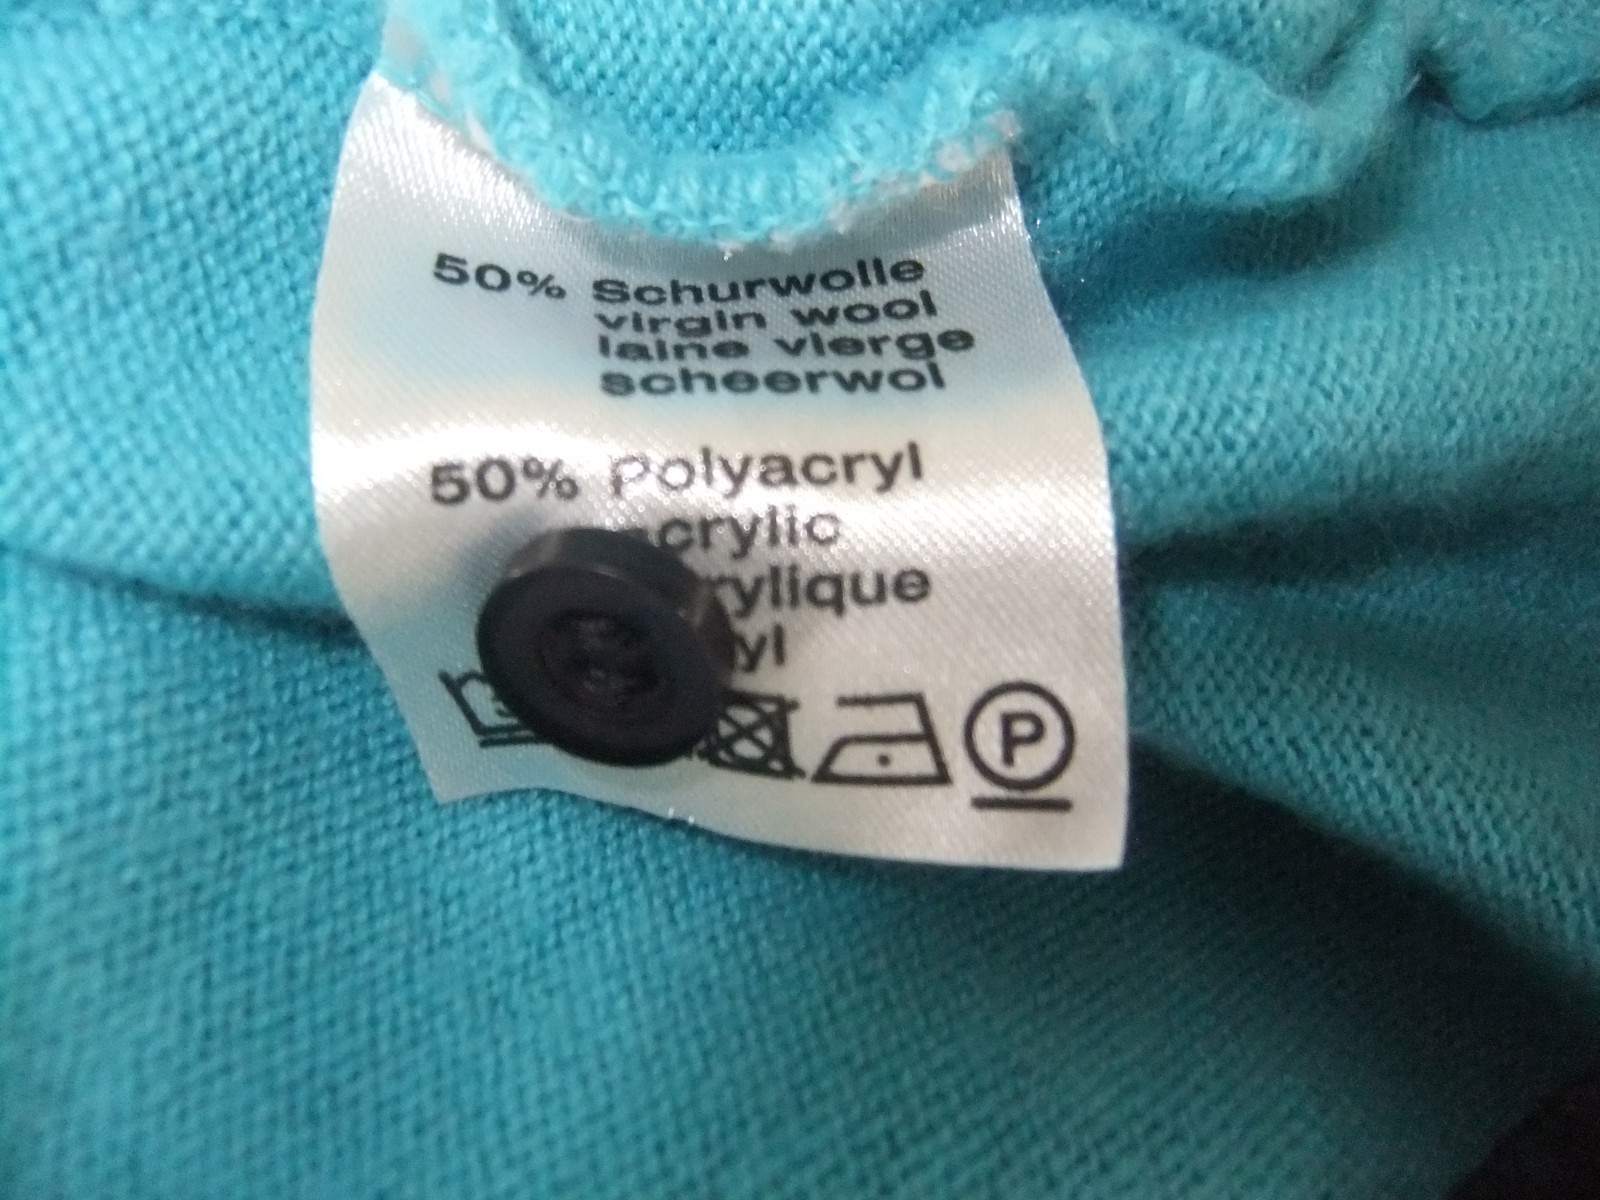 50% Schurwolle
virgin wool
laine vierge
scheerwol
50% Polyacryl
crylic
rylique
yl
P